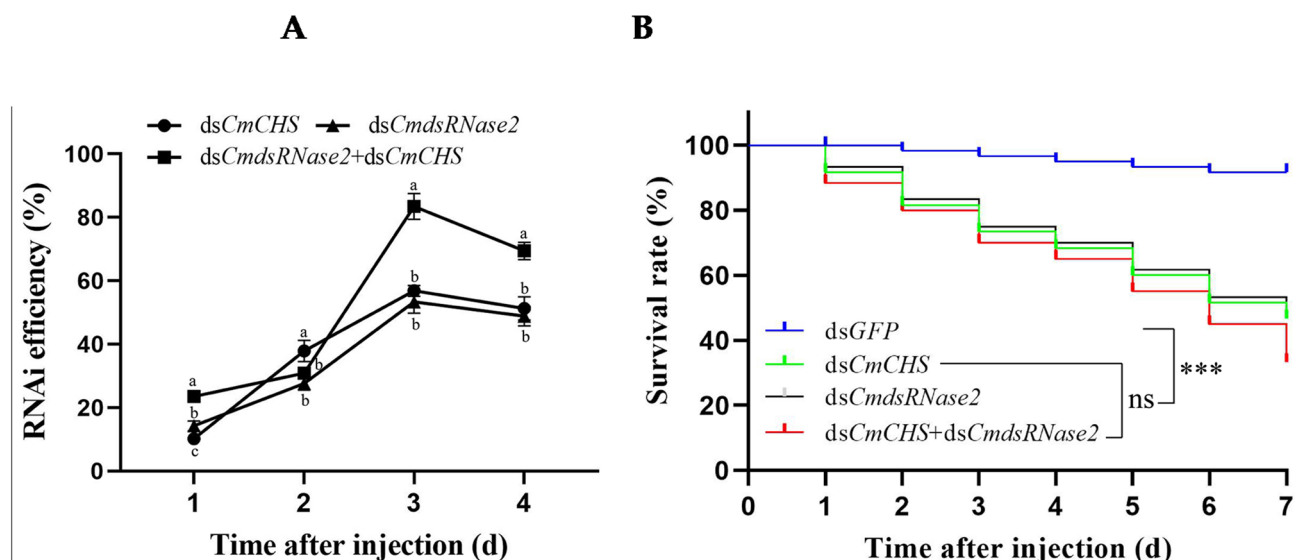 A
B
dsCmCHS dsCmdsRNase2
dsCmdsRNase2+dsCmCHS
RNAi efficiency (%)
100
80
60
40
20
0
a
b
c
a
b
b
a
b
b
a
b
b
1 2 3 4
Time after injection (d)
Survival rate (%)
100
80
60
40
20
0
dsGFP
dsCmCHS
dsCmdsRNase2
dsCmCHS+dsCmdsRNase2
ns
***
0 1 2 3 4 5 6 7
Time after injection (d)